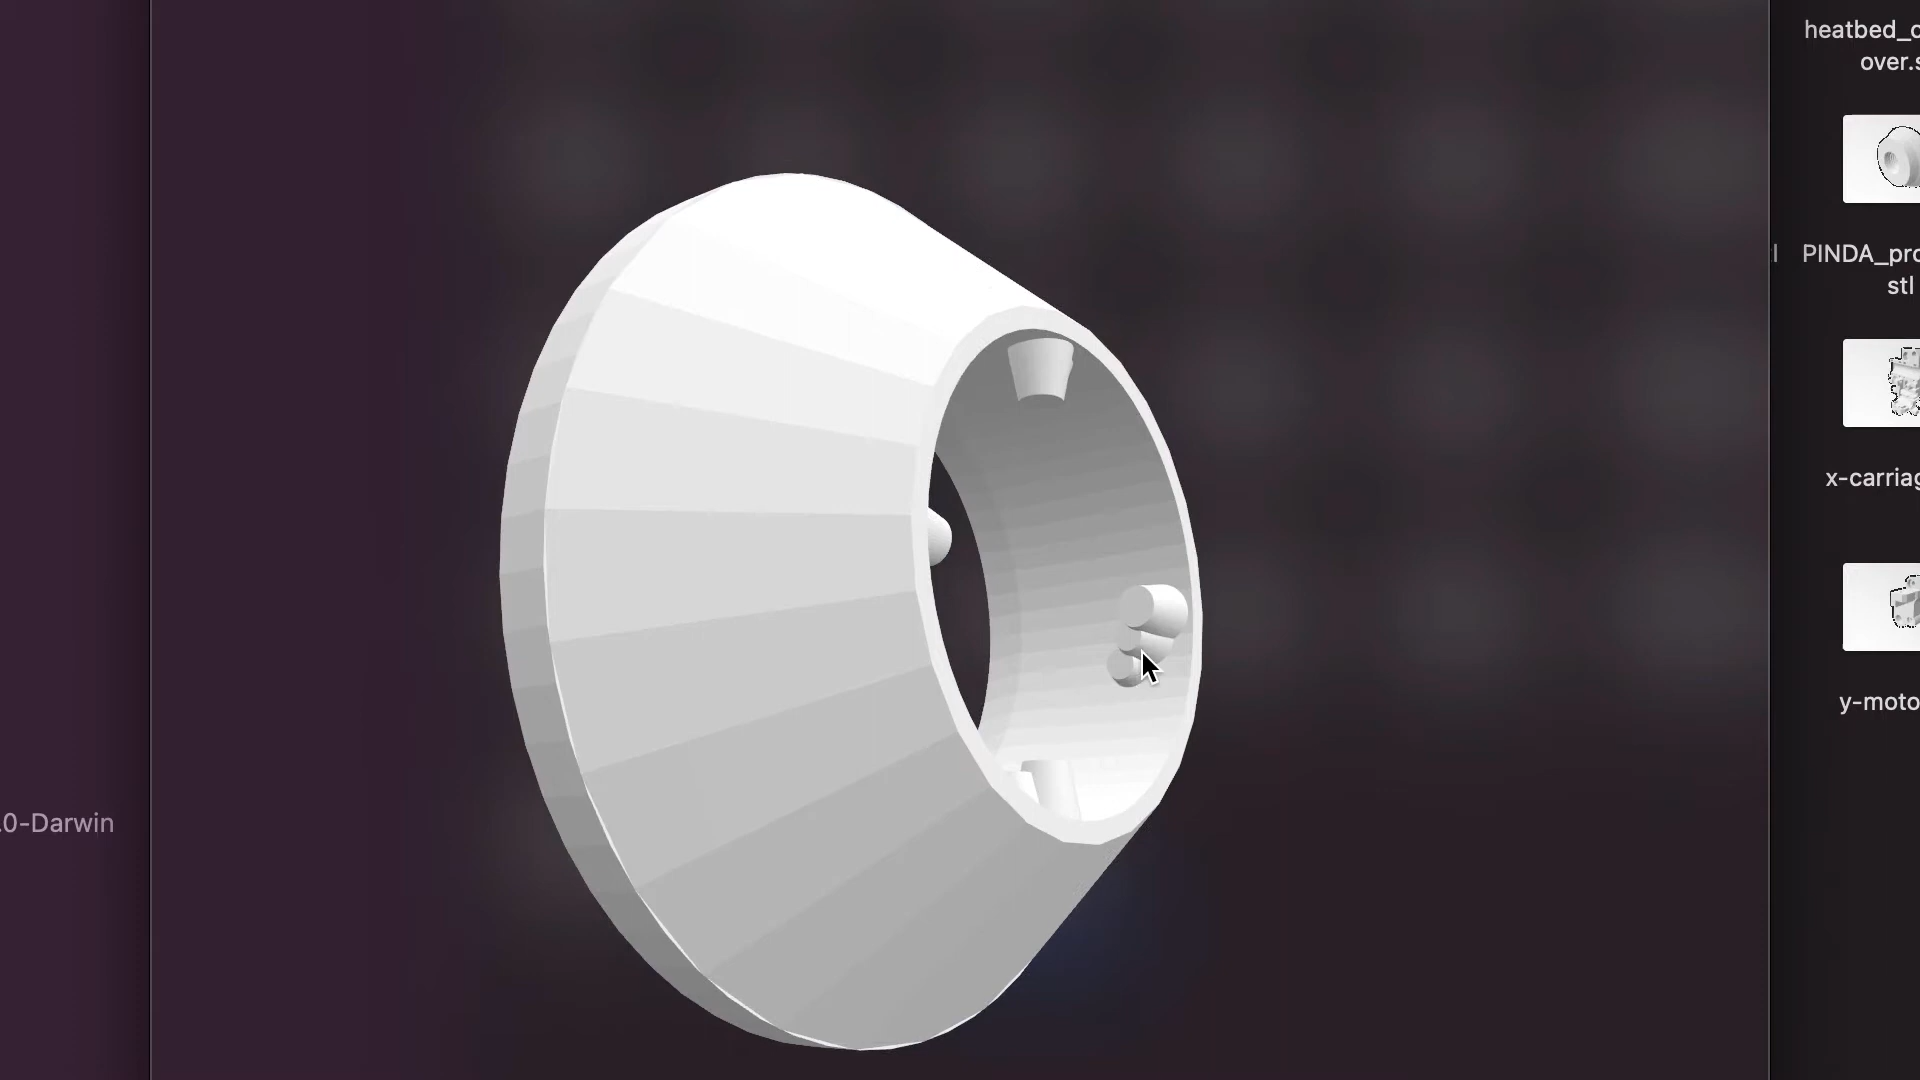 heatbed_c
over.s
PINDA_pro
stl
x-carriag
y-moto
.0-Darwin